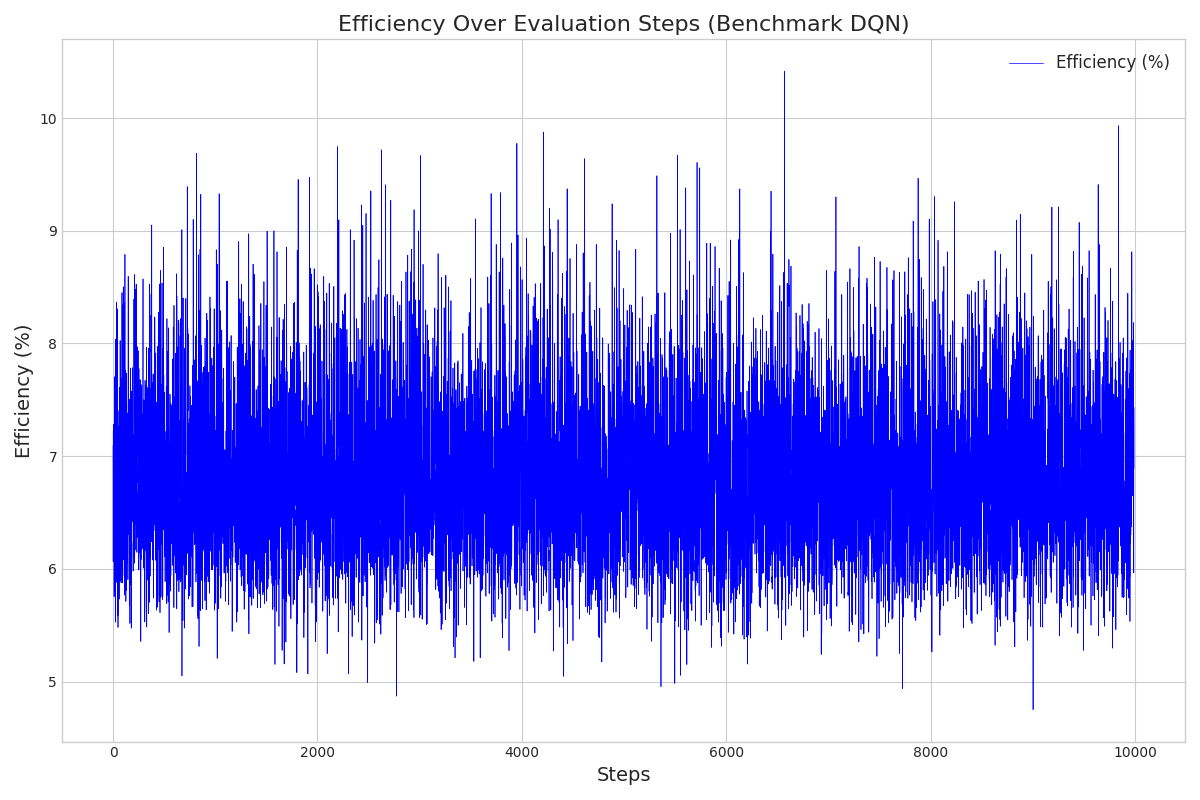 Efficiency Over Evaluation Steps (Benchmark DQN)
Efficiency (%)
10
9
8
7
6
5
Efficiency (%)
0 2000 4000 6000 8000 10000
Steps